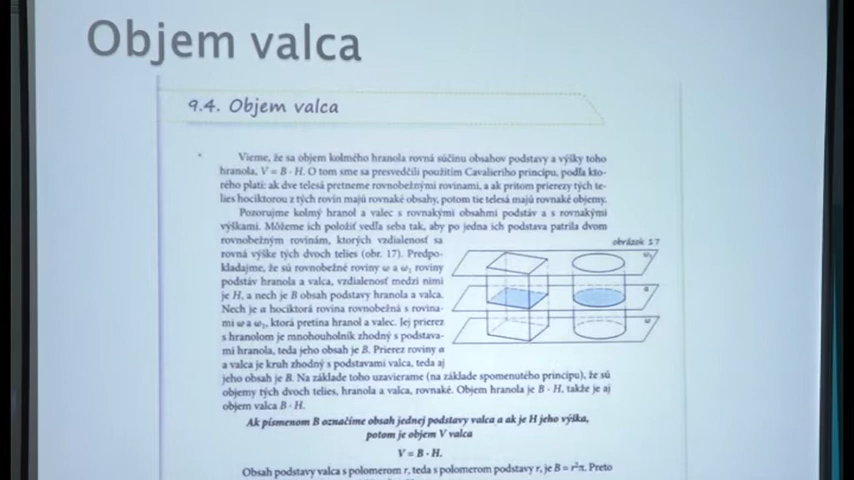 Objem valca
9.4. Objem valca
Vieme, že sa objem kolmého hranola rovná súčinu obsahov podstavy a výšky toho
hranola, V = B · H. O tom sme sa presvedčili použitím Cavalieriho princípu, podľa kto-
rého platí: ak dve telesá pretneme rovnobežnými rovinami, a ak pritom prierezy tých te-
lies hociktorou z tých rovín majú rovnaké obsahy, potom tie telesá majú rovnaké objemy.
Pozorujme kolmý hranol a valec s rovnakými obsahmi podstáv a s rovnakými
výškami. Môžeme ich položiť vedľa seba tak, aby po jedna ich podstava patrila dvom
rovnobežným rovinám, ktorých vzdialenosť sa
rovná výške tých dvoch telies (obr. 17). Predpo-
kladajme, že sú rovnobežné roviny ω a ω₁ roviny
podstáv hranola a valca, vzdialenosť medzi nimi
je H, a nech je B obsah podstavy hranola a valca.
Nech je α hociktorá rovina rovnobežná s rovina-
mi ω a ω₁, ktorá pretína hranol a valec. Jej prierez
s hranolom je mnohouholník zhodný s podstava-
mi hranola, teda jeho obsah je B. Prierez roviny α
a valca je kruh zhodný s podstavami valca, teda aj
obrázok 17
ω₁
α
ω
jeho obsah je B. Na základe toho uzavierame (na základe spomenutého princípu), že sú
objemy tých dvoch telies, hranola a valca, rovnaké. Objem hranola je B · H, takže je aj
objem valca B · H.
Ak písmenom B označíme obsah jednej podstavy valca a ak je H jeho výška,
potom je objem V valca
V = B · H.
Obsah podstavy valca s polomerom r, teda s polomerom podstavy r, je B = r²π. Preto